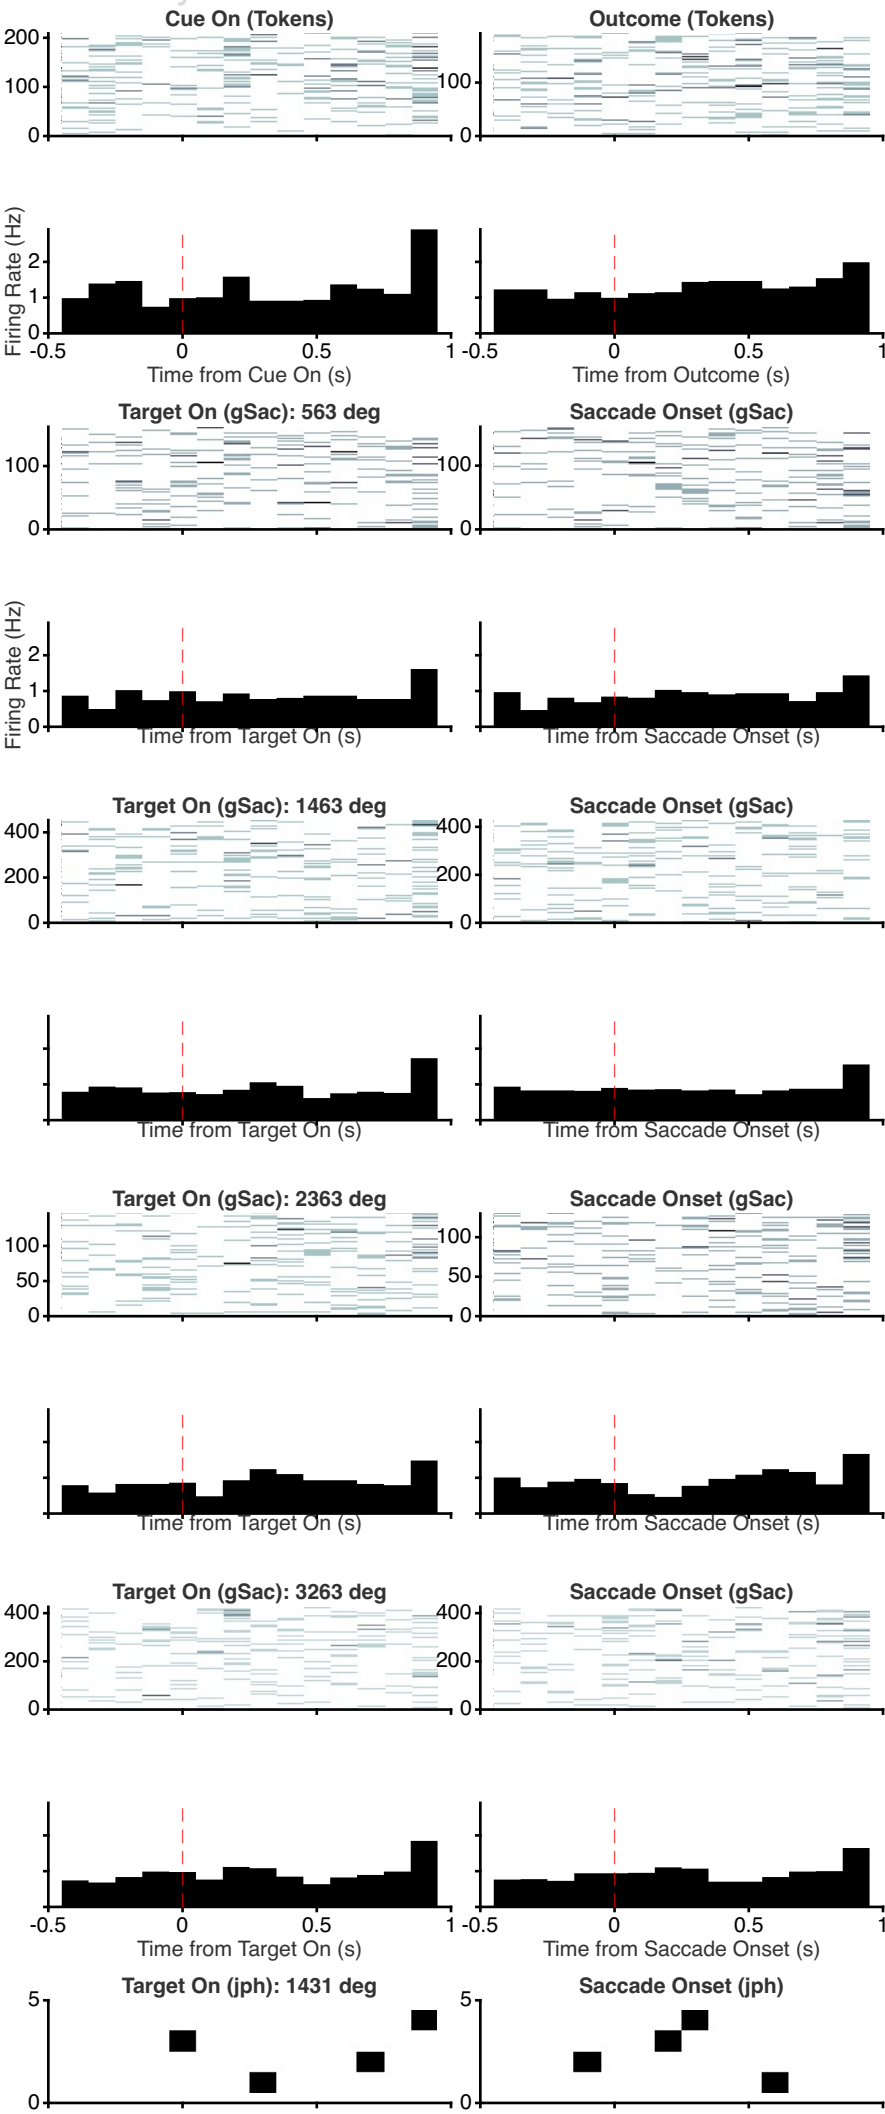 Cue On (Tokens) Outcome (Tokens)
200
100 100
0 0
Firing Rate (Hz)
2
1
0
-0.5 0 0.5 1 -0.5 0 0.5 1
Time from Cue On (s) Time from Outcome (s)
Target On (gSac): 563 deg Saccade Onset (gSac)
100 100
0 0
Firing Rate (Hz)
2
1
0
Time from Target On (s) Time from Saccade Onset (s)
Target On (gSac): 1463 deg Saccade Onset (gSac)
400 400
200 200
0 0
Time from Target On (s) Time from Saccade Onset (s)
Target On (gSac): 2363 deg Saccade Onset (gSac)
100 100
50 50
0 0
Time from Target On (s) Time from Saccade Onset (s)
Target On (gSac): 3263 deg Saccade Onset (gSac)
400 400
200 200
0 0
-0.5 0 0.5 1 -0.5 0 0.5 1
Time from Target On (s) Time from Saccade Onset (s)
Target On (jph): 1431 deg Saccade Onset (jph)
5 5
0 0